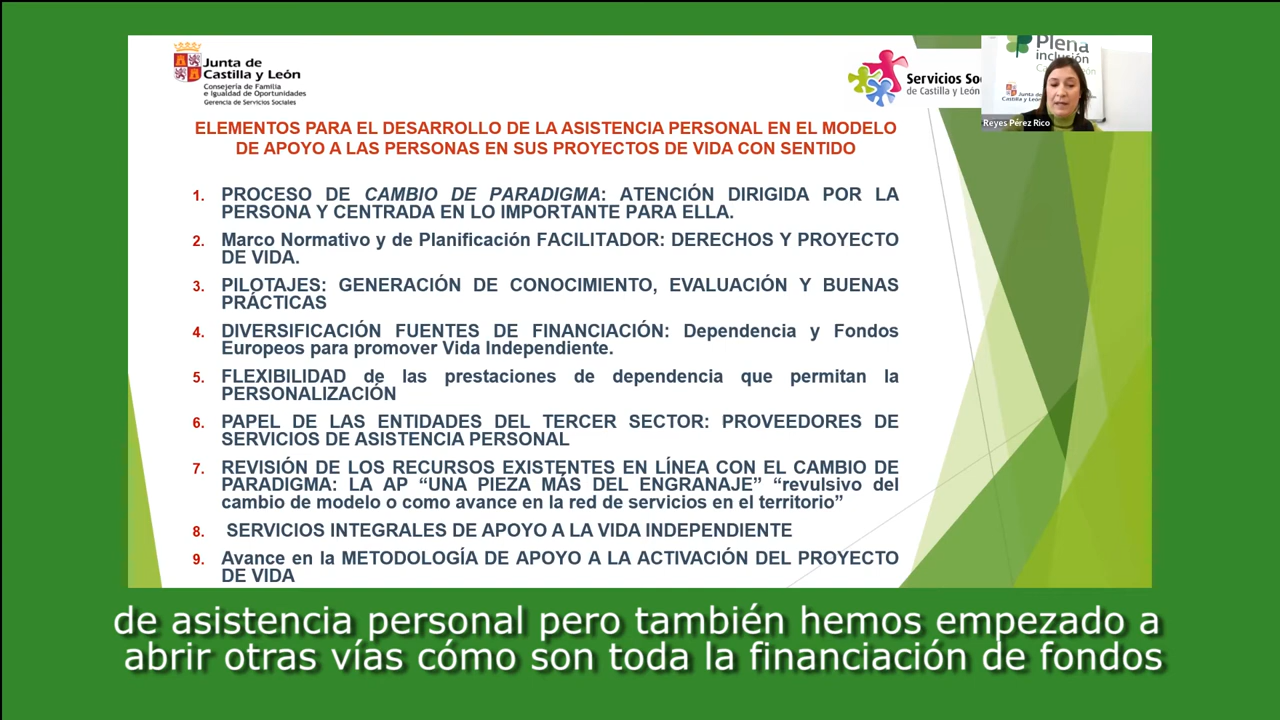 Junta de
Castilla y León
Consejería de Familia
e Igualdad de Oportunidades
Gerencia de Servicios Sociales
Servicios Soc
de Castilla y León
Plena
inclusión
Junta de
Castilla y León
Reyes Pérez Rico
ELEMENTOS PARA EL DESARROLLO DE LA ASISTENCIA PERSONAL EN EL MODELO
DE APOYO A LAS PERSONAS EN SUS PROYECTOS DE VIDA CON SENTIDO
1. PROCESO DE CAMBIO DE PARADIGMA: ATENCIÓN DIRIGIDA POR LA
PERSONA Y CENTRADA EN LO IMPORTANTE PARA ELLA.
2. Marco Normativo y de Planificación FACILITADOR: DERECHOS Y PROYECTO
DE VIDA.
3. PILOTAJES: GENERACIÓN DE CONOCIMIENTO, EVALUACIÓN Y BUENAS
PRÁCTICAS
4. DIVERSIFICACIÓN FUENTES DE FINANCIACIÓN: Dependencia y Fondos
Europeos para promover Vida Independiente.
5. FLEXIBILIDAD de las prestaciones de dependencia que permitan la
PERSONALIZACIÓN
6. PAPEL DE LAS ENTIDADES DEL TERCER SECTOR: PROVEEDORES DE
SERVICIOS DE ASISTENCIA PERSONAL
7. REVISIÓN DE LOS RECURSOS EXISTENTES EN LÍNEA CON EL CAMBIO DE
PARADIGMA: LA AP “UNA PIEZA MÁS DEL ENGRANAJE” “revulsivo del
cambio de modelo o como avance en la red de servicios en el territorio”
8. SERVICIOS INTEGRALES DE APOYO A LA VIDA INDEPENDIENTE
9. Avance en la METODOLOGÍA DE APOYO A LA ACTIVACIÓN DEL PROYECTO
DE VIDA
de asistencia personal pero también hemos empezado a
abrir otras vías cómo son toda la financiación de fondos